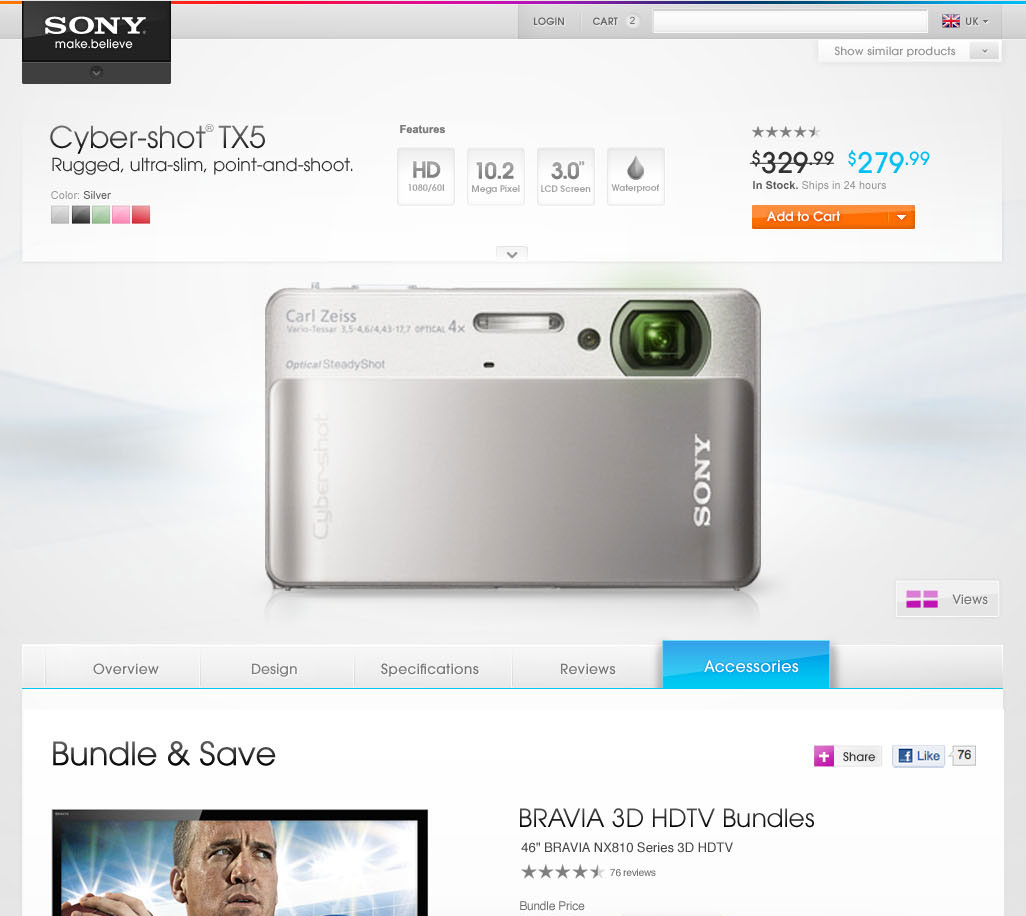 SONY
make.believe
LOGIN
CART 2
UK
Show similar products
Cyber-shot® TX5
Rugged, ultra-slim, point-and-shoot.
Color: Silver
Features
HD
1080/60I
10.2
Mega Pixel
3.0"
LCD Screen
Waterproof
$329.99 $279.99
In Stock. Ships in 24 hours
Add to Cart
Carl Zeiss
Vario-Tessar 3,5-4,6/4,43-17,7 OPTICAL 4x
Optical SteadyShot
Cyber-shot
SONY
Views
Overview
Design
Specifications
Reviews
Accessories
Bundle & Save
Share
Like 76
BRAVIA 3D HDTV Bundles
46" BRAVIA NX810 Series 3D HDTV
76 reviews
Bundle Price